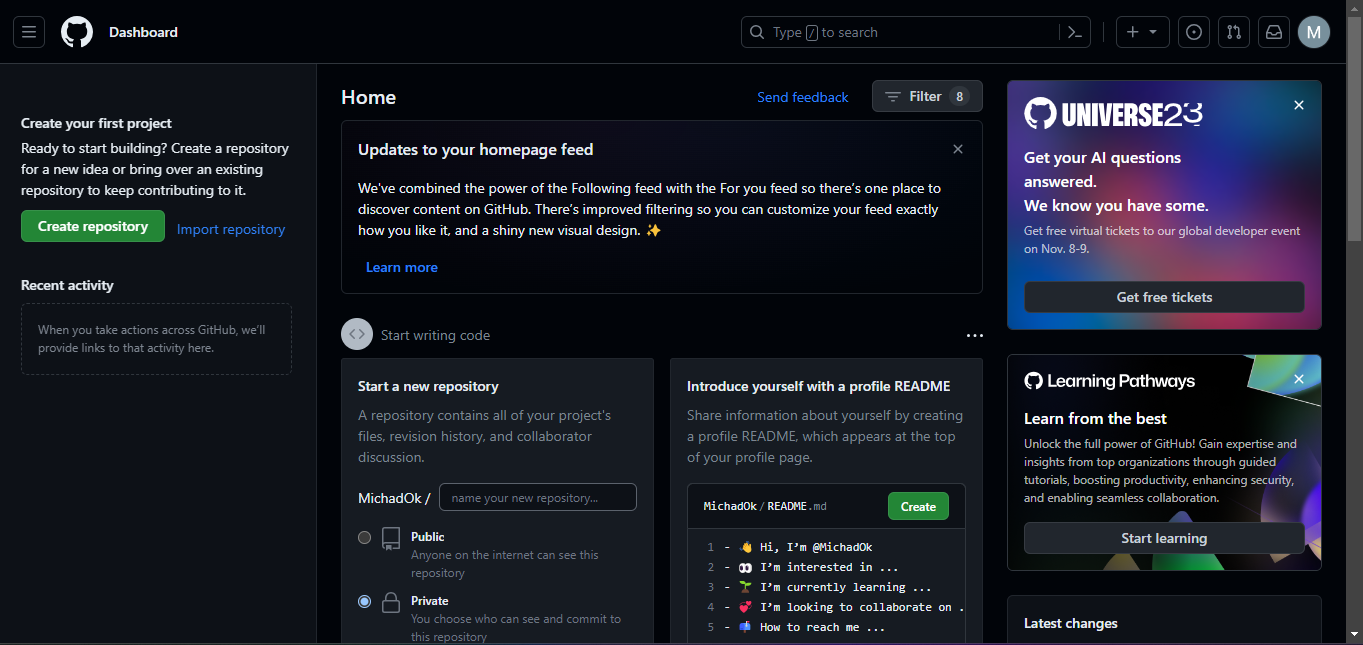 Dashboard
Type / to search
M
Create your first project
Ready to start building? Create a repository
for a new idea or bring over an existing
repository to keep contributing to it.
Create repository
Import repository
Recent activity
When you take actions across GitHub, we'll
provide links to that activity here.
Home
Send feedback
Filter 8
Updates to your homepage feed
We've combined the power of the Following feed with the For you feed so there's one place to
discover content on GitHub. There's improved filtering so you can customize your feed exactly
how you like it, and a shiny new visual design. ✨
Learn more
Start writing code
Start a new repository
A repository contains all of your project's
files, revision history, and collaborator
discussion.
MichadOk /
name your new repository...
Public
Anyone on the internet can see this
repository
Private
You choose who can see and commit to
this repository
Introduce yourself with a profile README
Share information about yourself by creating
a profile README, which appears at the top
of your profile page.
MichadOk/README.md
Create
1 - 👋 Hi, I'm @MichadOk
2 - 👀 I'm interested in ...
3 - 🌱 I'm currently learning ...
4 - 💞️ I'm looking to collaborate on .
5 - 📫 How to reach me ...
UNIVERSE23
Get your AI questions
answered.
We know you have some.
Get free virtual tickets to our global developer event
on Nov. 8-9.
Get free tickets
Learning Pathways
Learn from the best
Unlock the full power of GitHub! Gain expertise and
insights from top organizations through guided
tutorials, boosting productivity, enhancing security,
and enabling seamless collaboration.
Start learning
Latest changes